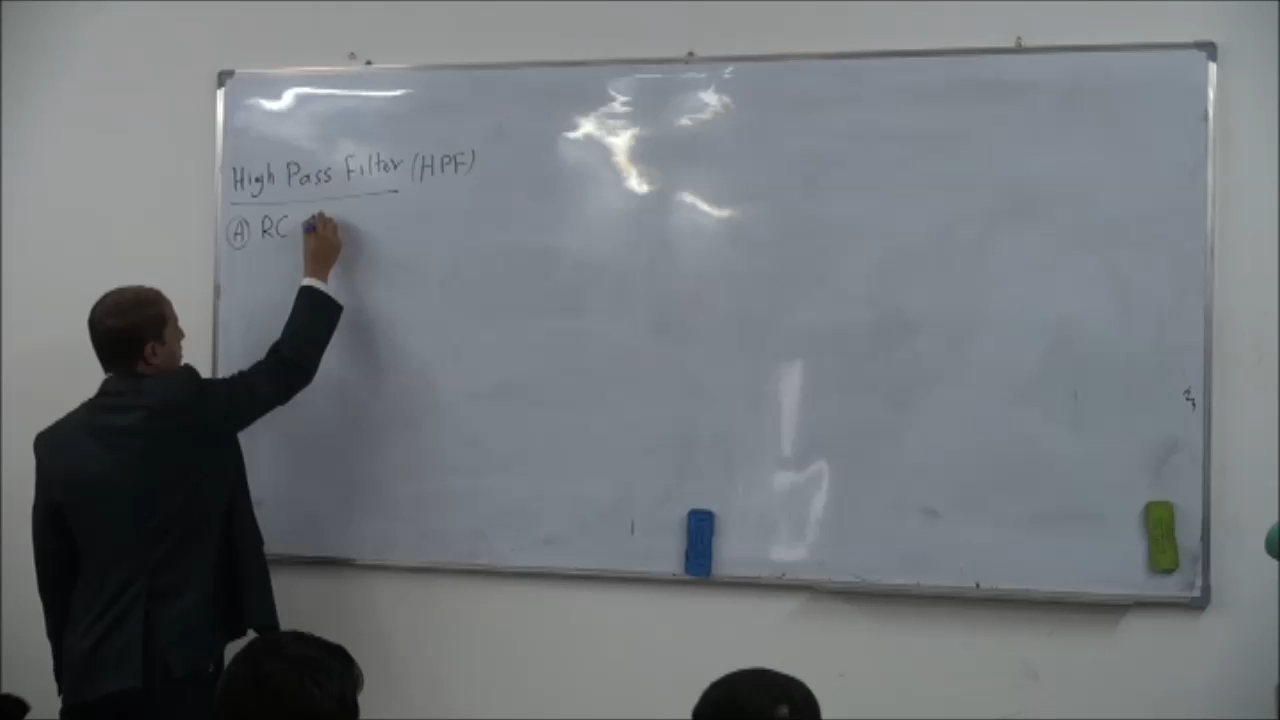 High Pass Filter (HPF)
Ⓐ RC